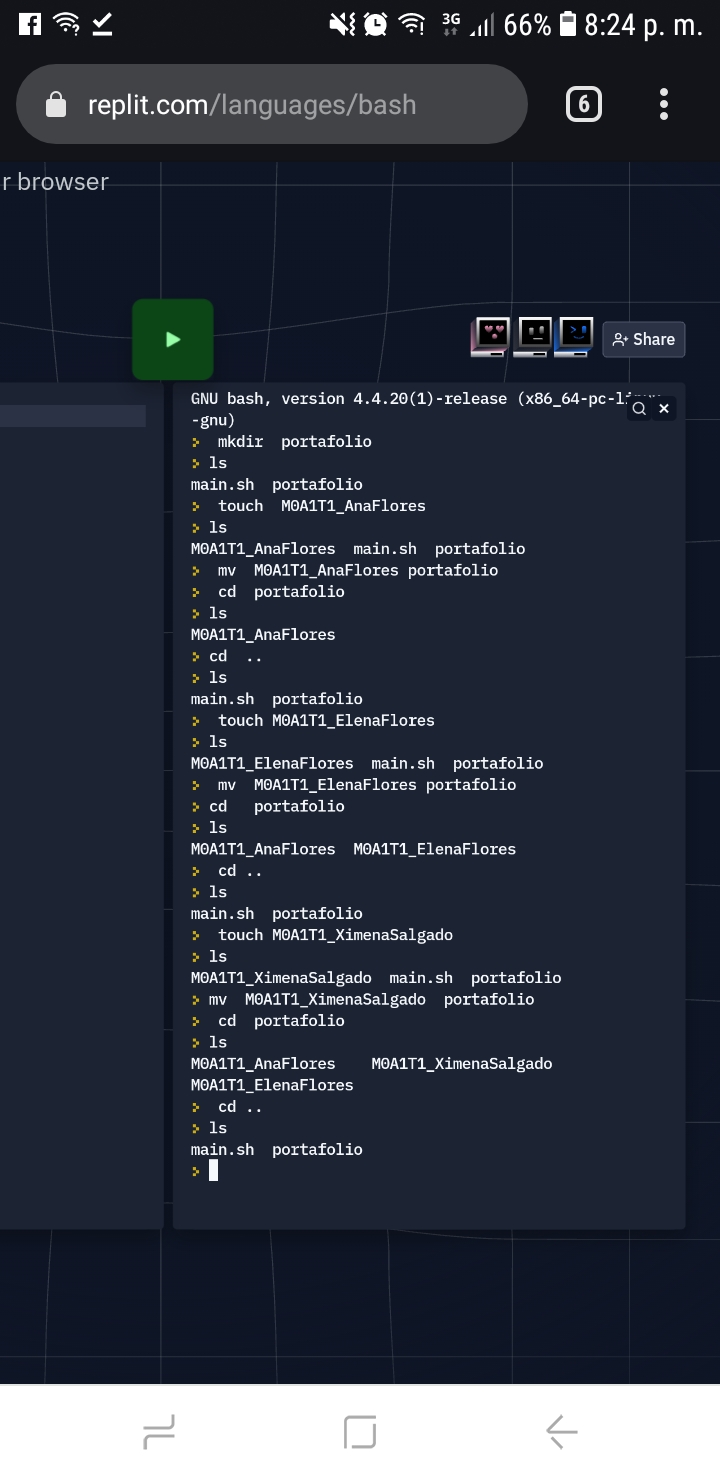 3G 66% 8:24 p. m.
replit.com/languages/bash 6
r browser
Share
GNU bash, version 4.4.20(1)-release (x86_64-pc-linux
-gnu)
mkdir portafolio
ls
main.sh portafolio
touch M0A1T1_AnaFlores
ls
M0A1T1_AnaFlores main.sh portafolio
mv M0A1T1_AnaFlores portafolio
cd portafolio
ls
M0A1T1_AnaFlores
cd ..
ls
main.sh portafolio
touch M0A1T1_ElenaFlores
ls
M0A1T1_ElenaFlores main.sh portafolio
mv M0A1T1_ElenaFlores portafolio
cd portafolio
ls
M0A1T1_AnaFlores M0A1T1_ElenaFlores
cd ..
ls
main.sh portafolio
touch M0A1T1_XimenaSalgado
ls
M0A1T1_XimenaSalgado main.sh portafolio
mv M0A1T1_XimenaSalgado portafolio
cd portafolio
ls
M0A1T1_AnaFlores M0A1T1_XimenaSalgado
M0A1T1_ElenaFlores
cd ..
ls
main.sh portafolio